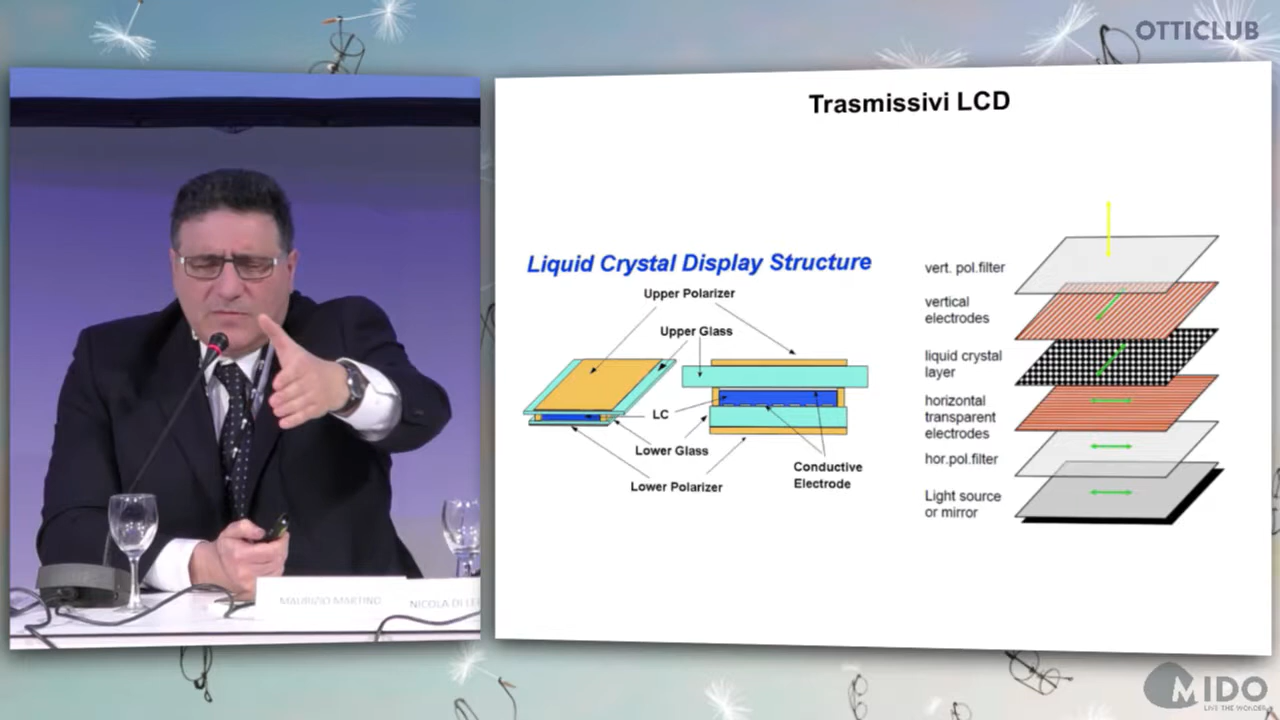 OTTICLUB
Trasmissivi LCD
Liquid Crystal Display Structure
Upper Polarizer
Upper Glass
LC
Lower Glass
Lower Polarizer
Conductive
Electrode
vert. pol.filter
vertical
electrodes
liquid crystal
layer
horizontal
transparent
electrodes
hor.pol.filter
Light source
or mirror
MAURIZIO MARTINO
NICOLA DI LE
MIDO
LIVE THE WONDER